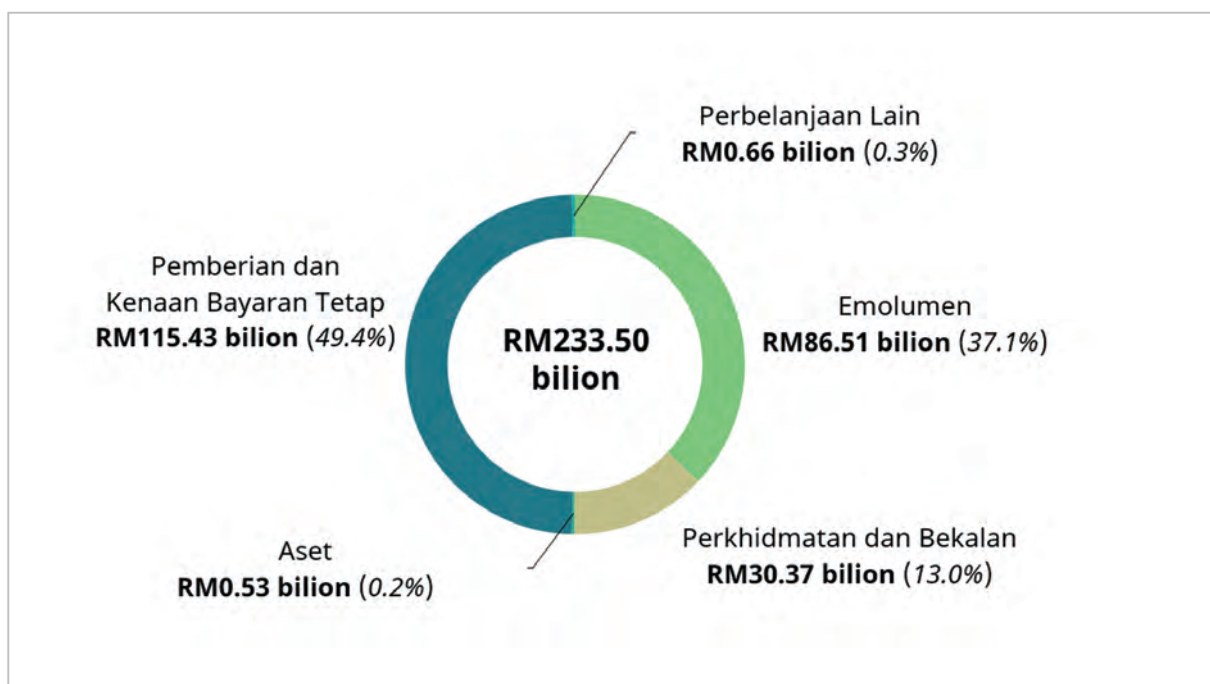 Perbelanjaan Lain
RM0.66 bilion (0.3%)
Pemberian dan
Kenaan Bayaran Tetap
RM115.43 bilion (49.4%)
Emolumen
RM86.51 bilion (37.1%)
RM233.50
bilion
Aset
RM0.53 bilion (0.2%)
Perkhidmatan dan Bekalan
RM30.37 bilion (13.0%)